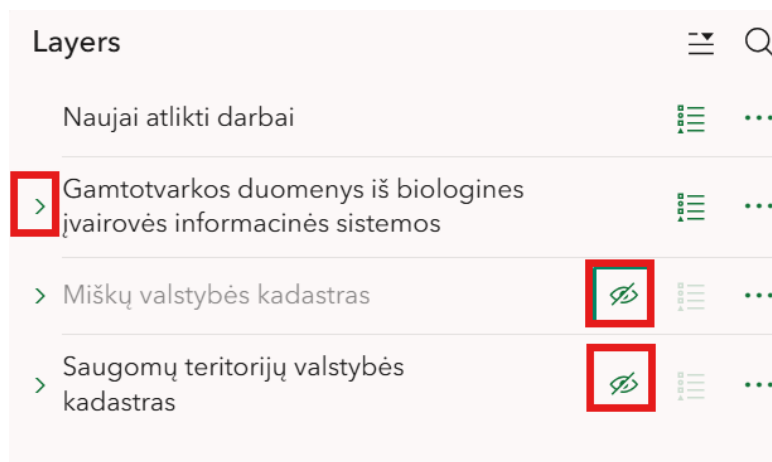 Layers
Naujai atlikti darbai
Gamtotvarkos duomenys iš biologines
įvairovės informacinės sistemos
Miškų valstybės kadastras
Saugomų teritorijų valstybės
kadastras